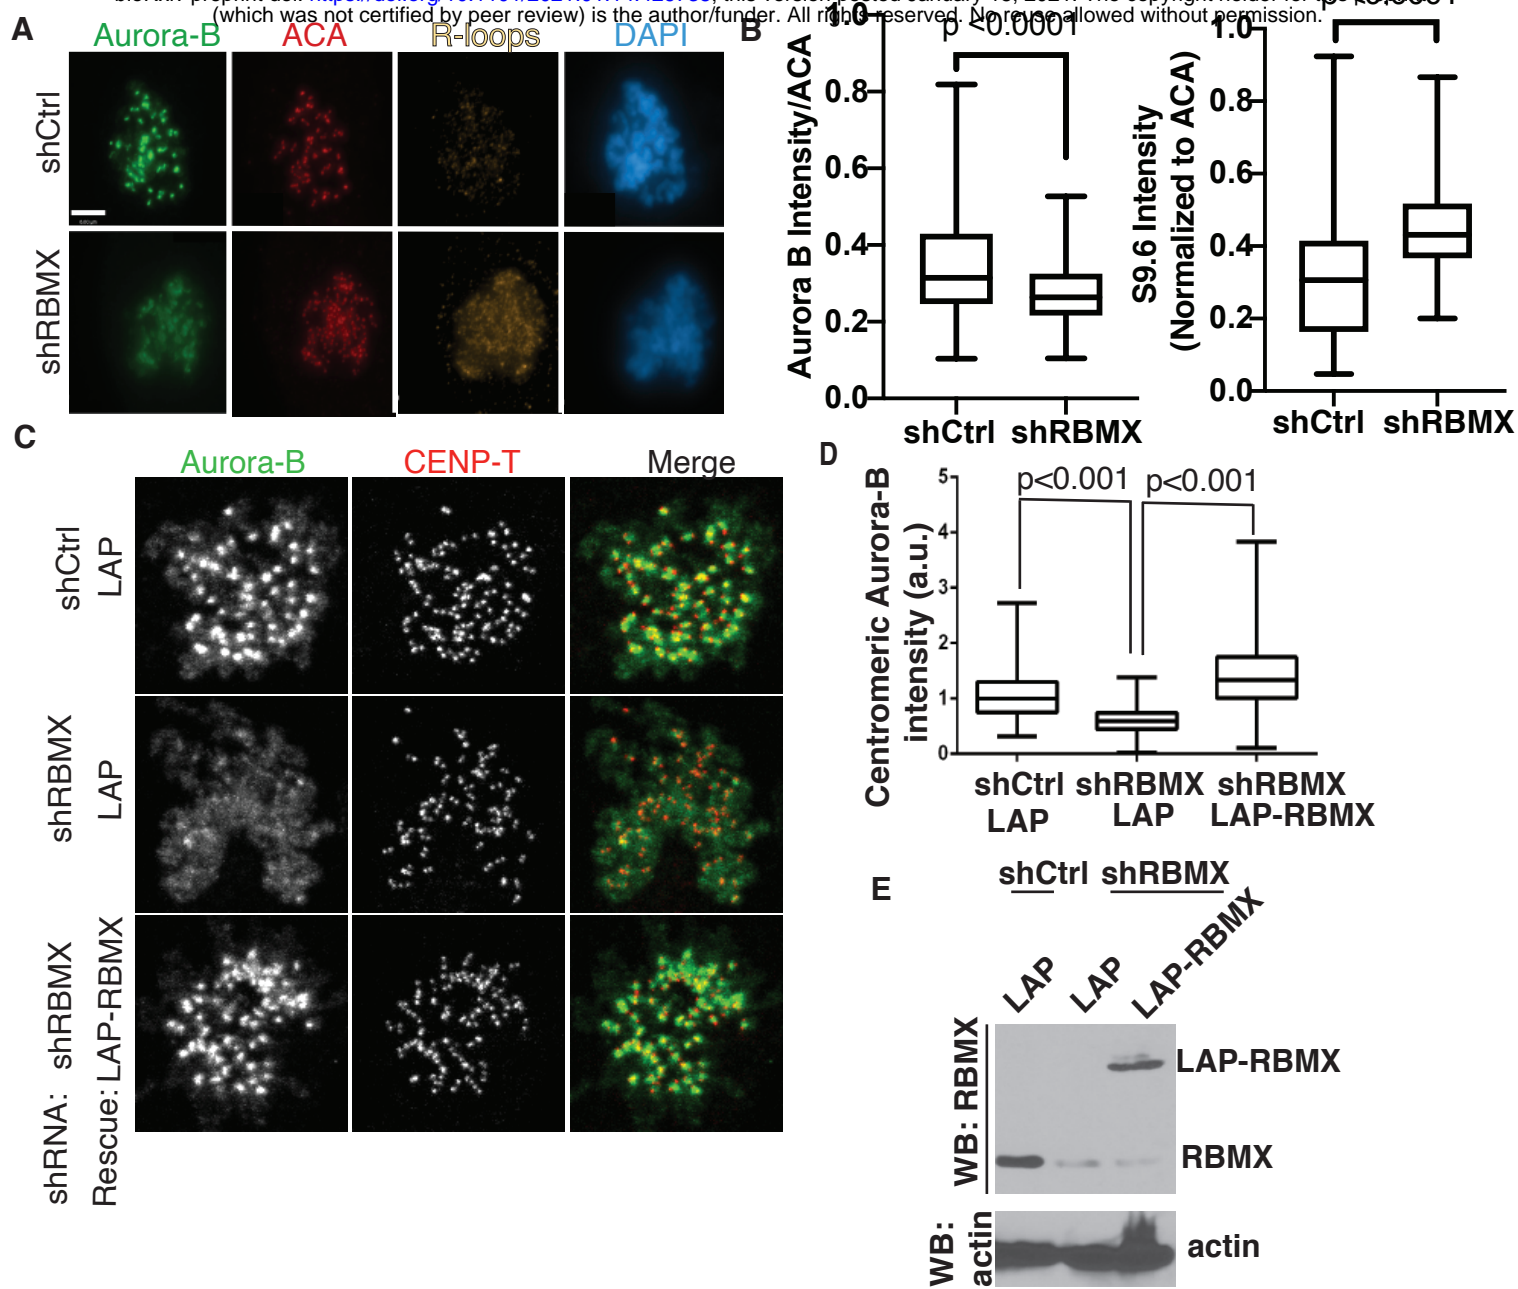 (which was not certified by peer review) is the author/funder. All rights reserved. No reuse allowed without permission.
A
Aurora-B
ACA
R-loops
DAPI
shCtrl
shRBMX
B
Aurora B Intensity/ACA
1.0
0.8
0.6
0.4
0.2
0.0
p <0.0001
shCtrl
shRBMX
S9.6 Intensity
(Normalized to ACA)
1.0
0.8
0.6
0.4
0.2
0.0
shCtrl
shRBMX
C
Aurora-B
CENP-T
Merge
shCtrl
LAP
shRBMX
LAP
shRNA: shRBMX
Rescue: LAP-RBMX
D
Centromeric Aurora-B
intensity (a.u.)
5
4
3
2
1
0
p<0.001
p<0.001
shCtrl
LAP
shRBMX
LAP
shRBMX
LAP-RBMX
E
shCtrl
shRBMX
LAP
LAP
LAP-RBMX
WB: RBMX
LAP-RBMX
RBMX
WB:
actin
actin